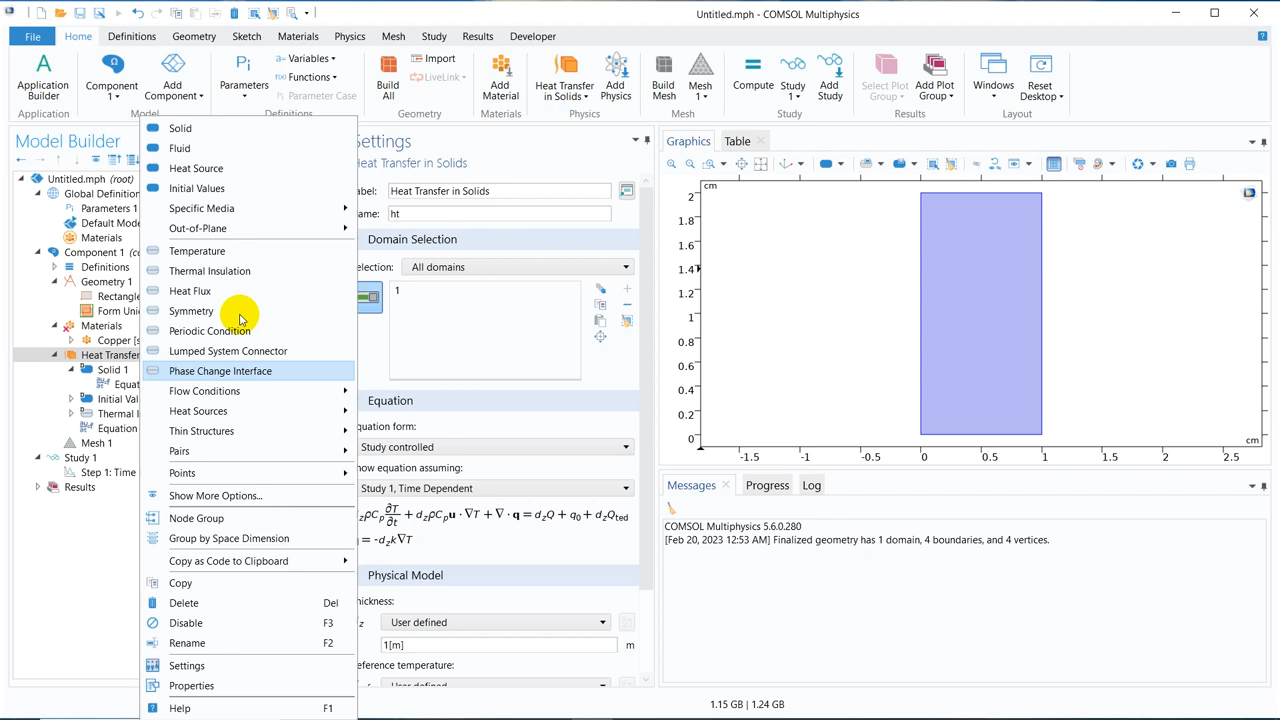 Untitled.mph - COMSOL Multiphysics
File Home Definitions Geometry Sketch Materials Physics Mesh Study Results Developer
Application Builder
Component 1
Add Component
Parameters
Variables
Functions
Parameter Case
Build All
Import
LiveLink
Add Material
Heat Transfer in Solids
Add Physics
Build Mesh
Mesh 1
Compute
Study 1
Add Study
Select Plot Group
Add Plot Group
Windows
Reset Desktop
Application
Definitions
Geometry
Materials
Physics
Mesh
Study
Results
Layout
Model Builder
Untitled.mph (root)
Global Definitio
Parameters 1
Default Mode
Materials
Component 1 (co
Definitions
Geometry 1
Rectangle
Form Unio
Materials
Copper [s
Heat Transfer
Solid 1
Equat
Initial Valu
Thermal I
Equation
Mesh 1
Study 1
Step 1: Time
Results
Solid
Fluid
Heat Source
Initial Values
Specific Media
Out-of-Plane
Temperature
Thermal Insulation
Heat Flux
Symmetry
Periodic Condition
Lumped System Connector
Phase Change Interface
Flow Conditions
Heat Sources
Thin Structures
Pairs
Points
Show More Options...
Node Group
Group by Space Dimension
Copy as Code to Clipboard
Copy
Delete Del
Disable F3
Rename F2
Settings
Properties
Help F1
Settings
Heat Transfer in Solids
Label: Heat Transfer in Solids
ame: ht
Domain Selection
election: All domains
1
Equation
quation form:
Study controlled
how equation assuming:
Study 1, Time Dependent
d_zρC_p ∂T/∂t + d_zρC_p u · ∇T + ∇ · q = d_zQ + q_0 + d_zQ_ted
= -d_zk∇T
Physical Model
hickness:
z User defined
1[m] m
eference temperature:
User defined
Graphics Table
cm
2
1.8
1.6
1.4
1.2
1
0.8
0.6
0.4
0.2
0
-1.5 -1 -0.5 0 0.5 1 1.5 2 2.5
cm
Messages Progress Log
COMSOL Multiphysics 5.6.0.280
[Feb 20, 2023 12:53 AM] Finalized geometry has 1 domain, 4 boundaries, and 4 vertices.
1.15 GB | 1.24 GB